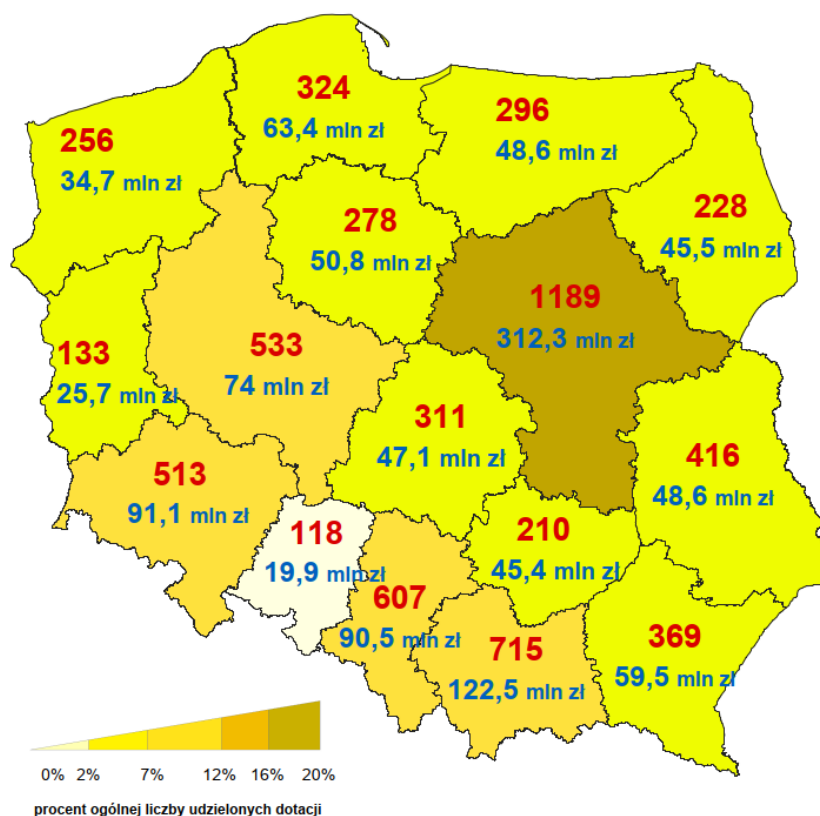 324
63,4 mln zł
296
48,6 mln zł
256
34,7 mln zł
228
45,5 mln zł
278
50,8 mln zł
1189
312,3 mln zł
533
74 mln zł
133
25,7 mln zł
311
47,1 mln zł
416
48,6 mln zł
513
91,1 mln zł
118
19,9 mln zł
210
45,4 mln zł
607
90,5 mln zł
715
122,5 mln zł
369
59,5 mln zł
0% 2% 7% 12% 16% 20%
procent ogólnej liczby udzielonych dotacji